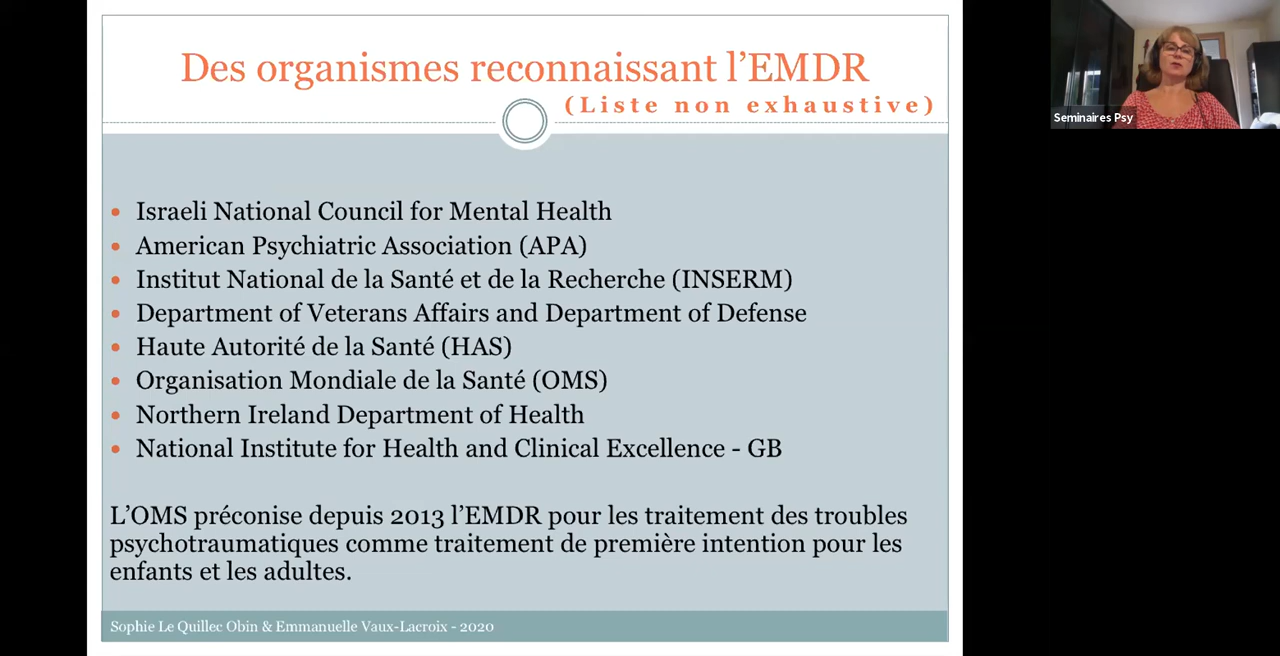 Des organismes reconnaissant l’EMDR
(Liste non exhaustive)
Seminaires Psy
• Israeli National Council for Mental Health
• American Psychiatric Association (APA)
• Institut National de la Santé et de la Recherche (INSERM)
• Department of Veterans Affairs and Department of Defense
• Haute Autorité de la Santé (HAS)
• Organisation Mondiale de la Santé (OMS)
• Northern Ireland Department of Health
• National Institute for Health and Clinical Excellence - GB
L’OMS préconise depuis 2013 l’EMDR pour les traitement des troubles
psychotraumatiques comme traitement de première intention pour les
enfants et les adultes.
Sophie Le Quillec Obin & Emmanuelle Vaux-Lacroix - 2020